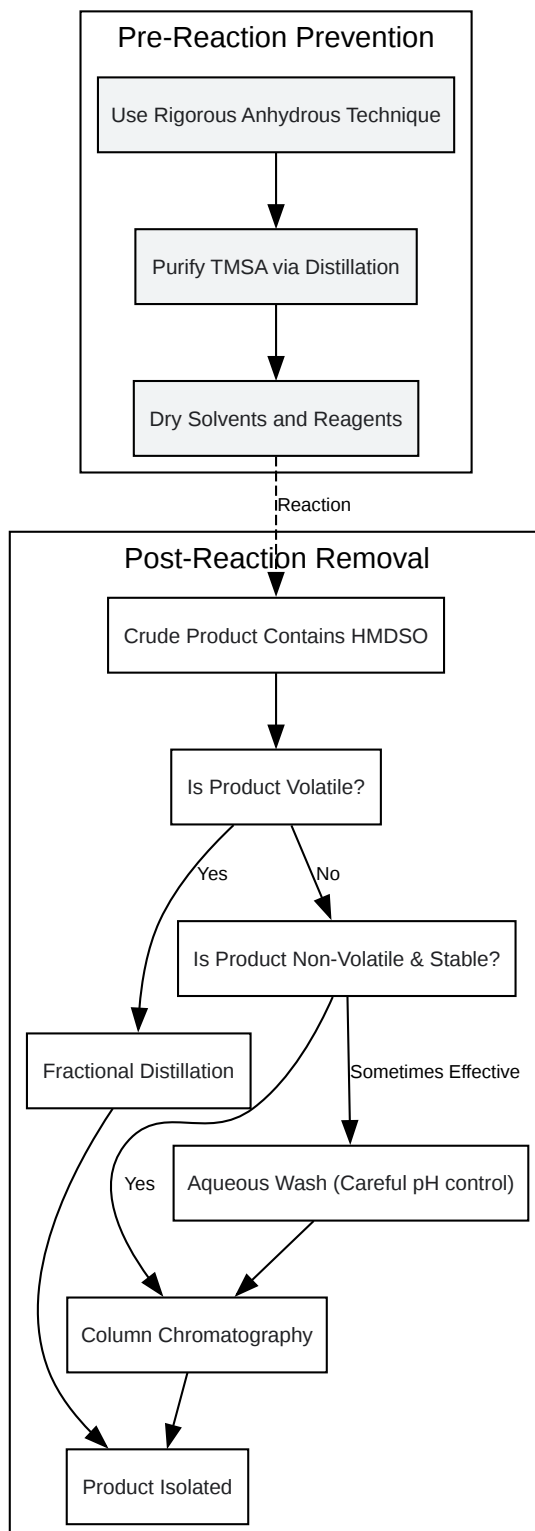 Pre-Reaction Prevention
Use Rigorous Anhydrous Technique
Purify TMSA via Distillation
Dry Solvents and Reagents
Reaction
Post-Reaction Removal
Crude Product Contains HMDSO
Is Product Volatile?
Yes
No
Is Product Non-Volatile & Stable?
Fractional Distillation
Sometimes Effective
Aqueous Wash (Careful pH control)
Yes
Column Chromatography
Product Isolated